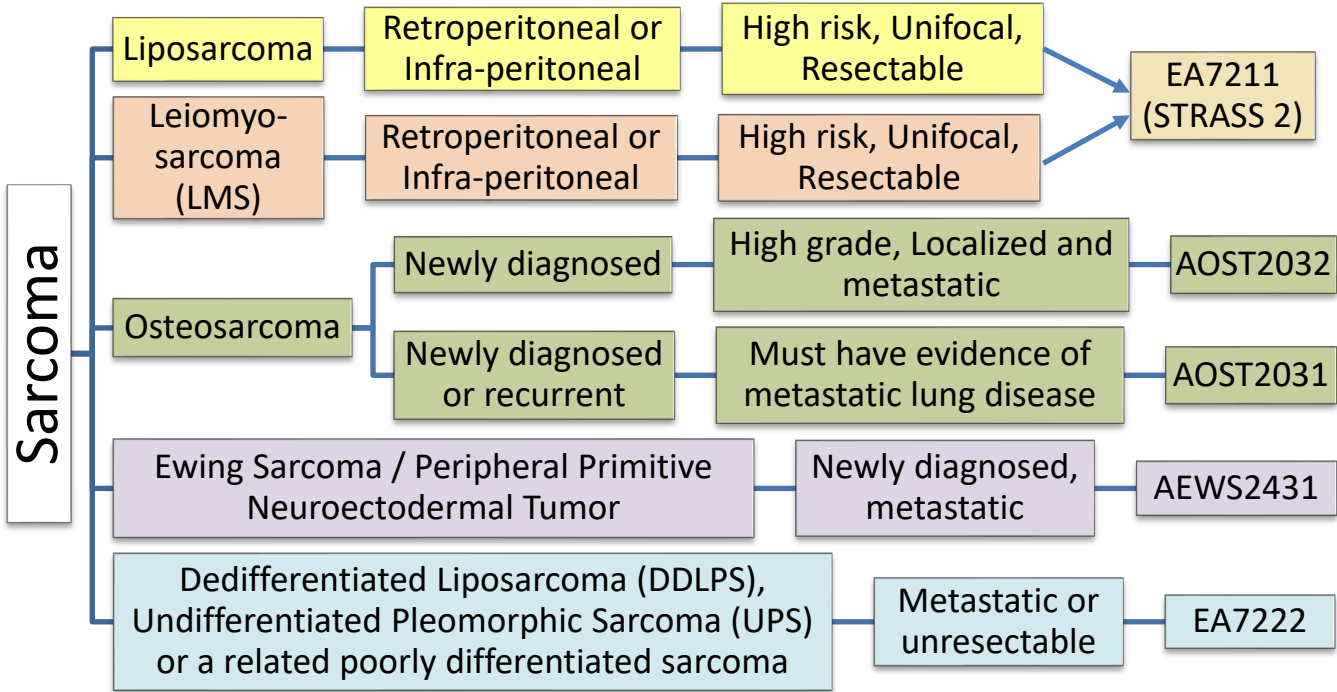 Sarcoma
Liposarcoma
Retroperitoneal or
Infra-peritoneal
High risk, Unifocal,
Resectable
EA7211
(STRASS 2)
Leiomyo-
sarcoma
(LMS)
Retroperitoneal or
Infra-peritoneal
High risk, Unifocal,
Resectable
Osteosarcoma
Newly diagnosed
High grade, Localized and
metastatic
AOST2032
Newly diagnosed
or recurrent
Must have evidence of
metastatic lung disease
AOST2031
Ewing Sarcoma / Peripheral Primitive
Neuroectodermal Tumor
Newly diagnosed,
metastatic
AEWS2431
Dedifferentiated Liposarcoma (DDLPS),
Undifferentiated Pleomorphic Sarcoma (UPS)
or a related poorly differentiated sarcoma
Metastatic or
unresectable
EA7222